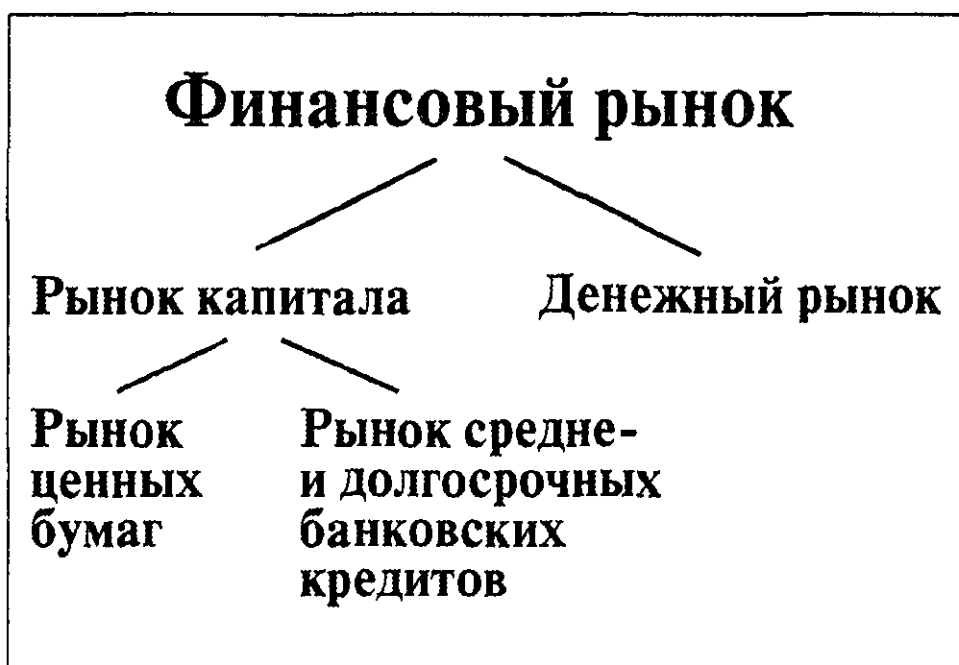 Финансовый рынок
Рынок капитала
Денежный рынок
Рынок
ценных
бумаг
Рынок средне-
и долгосрочных
банковских
кредитов